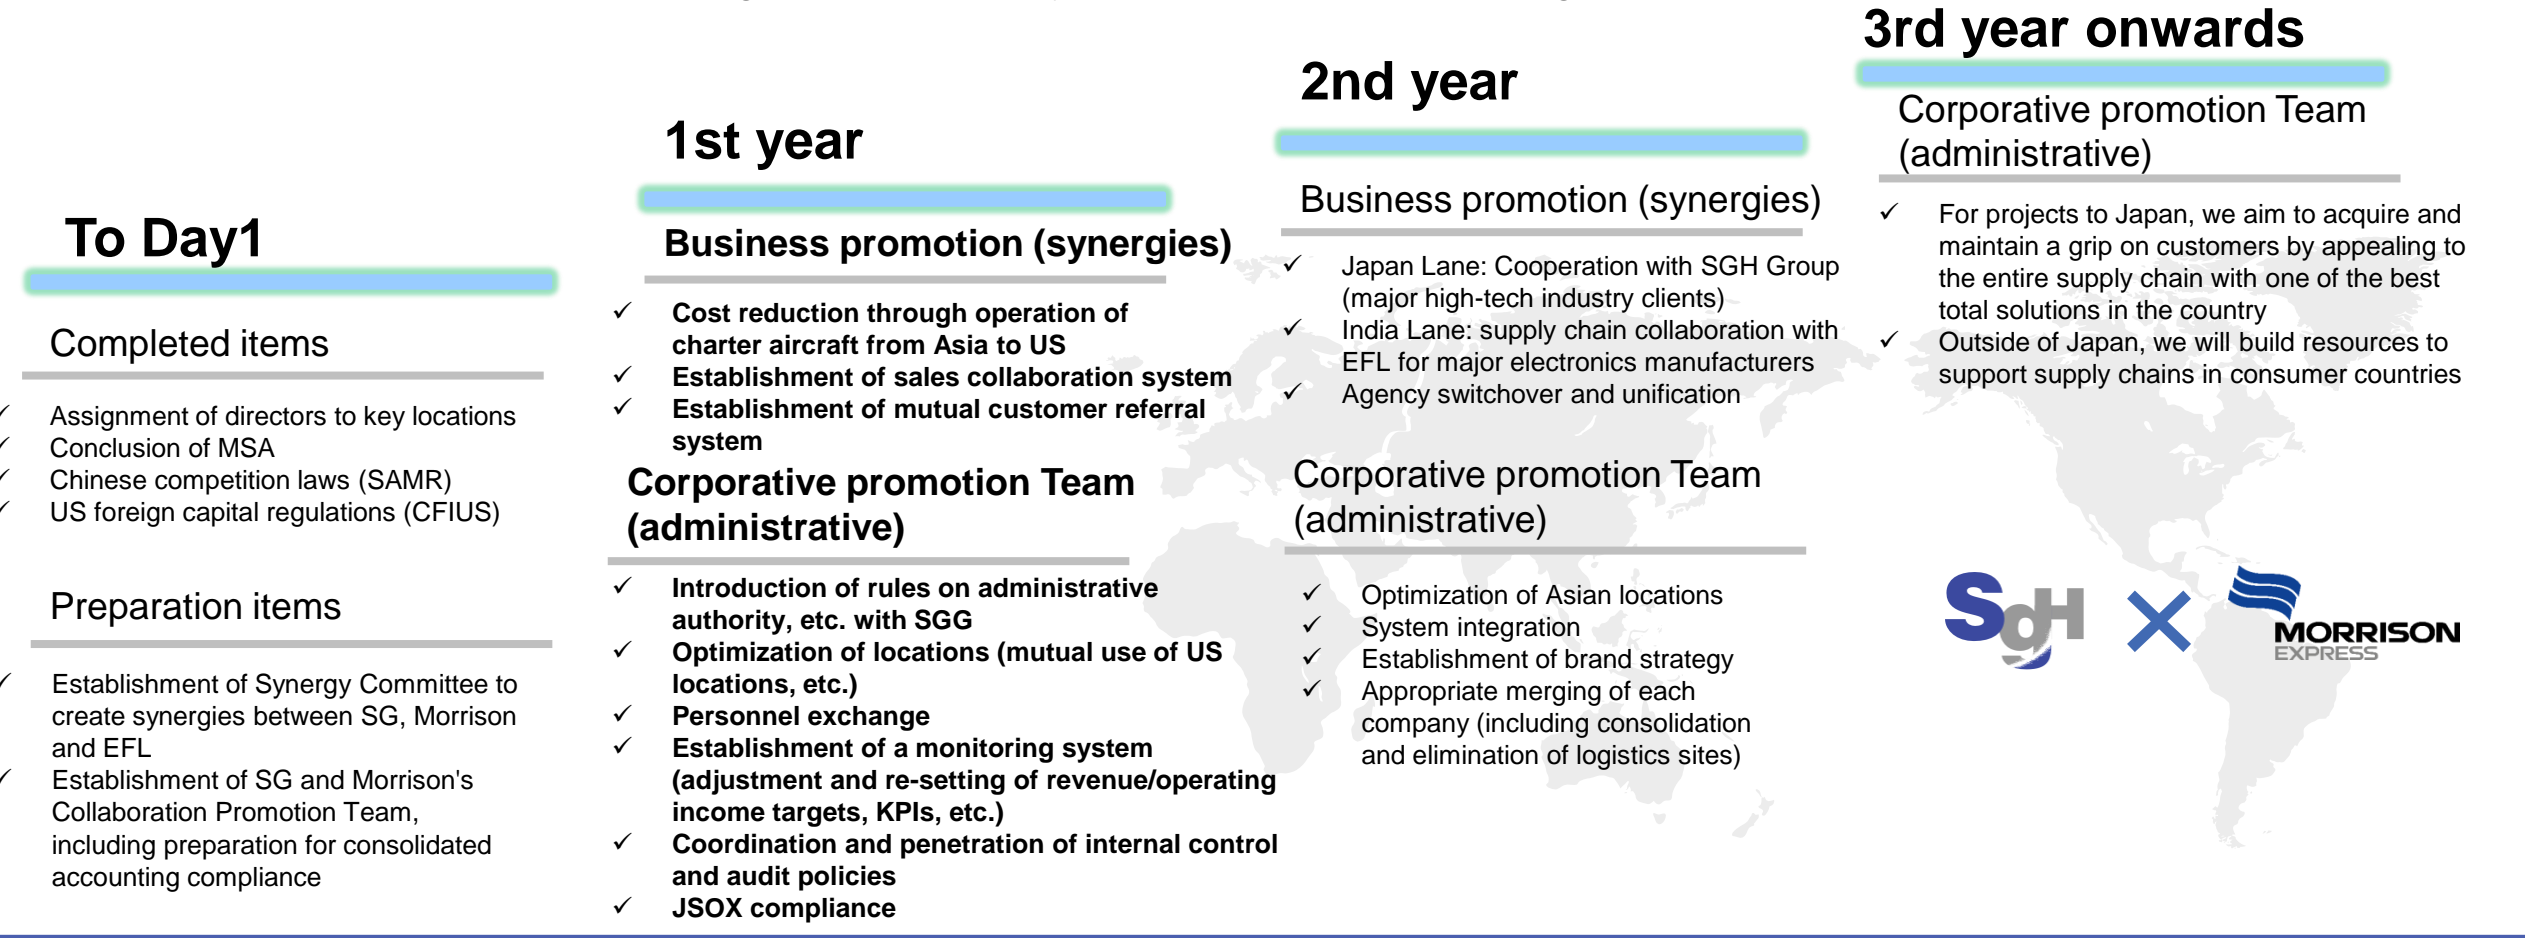 To Day1
Completed items
✓ Assignment of directors to key locations
✓ Conclusion of MSA
✓ Chinese competition laws (SAMR)
✓ US foreign capital regulations (CFIUS)
Preparation items
✓ Establishment of Synergy Committee to
create synergies between SG, Morrison
and EFL
✓ Establishment of SG and Morrison's
Collaboration Promotion Team,
including preparation for consolidated
accounting compliance
1st year
Business promotion (synergies)
✓ Cost reduction through operation of
charter aircraft from Asia to US
✓ Establishment of sales collaboration system
✓ Establishment of mutual customer referral
system
Corporative promotion Team
(administrative)
✓ Introduction of rules on administrative
authority, etc. with SGG
✓ Optimization of locations (mutual use of US
locations, etc.)
✓ Personnel exchange
✓ Establishment of a monitoring system
(adjustment and re-setting of revenue/operating
income targets, KPIs, etc.)
✓ Coordination and penetration of internal control
and audit policies
✓ JSOX compliance
2nd year
Business promotion (synergies)
✓ Japan Lane: Cooperation with SGH Group
(major high-tech industry clients)
✓ India Lane: supply chain collaboration with
EFL for major electronics manufacturers
✓ Agency switchover and unification
Corporative promotion Team
(administrative)
✓ Optimization of Asian locations
✓ System integration
✓ Establishment of brand strategy
✓ Appropriate merging of each
company (including consolidation
and elimination of logistics sites)
3rd year onwards
Corporative promotion Team
(administrative)
✓ For projects to Japan, we aim to acquire and
maintain a grip on customers by appealing to
the entire supply chain with one of the best
total solutions in the country
✓ Outside of Japan, we will build resources to
support supply chains in consumer countries
SgH × MORRISON
EXPRESS